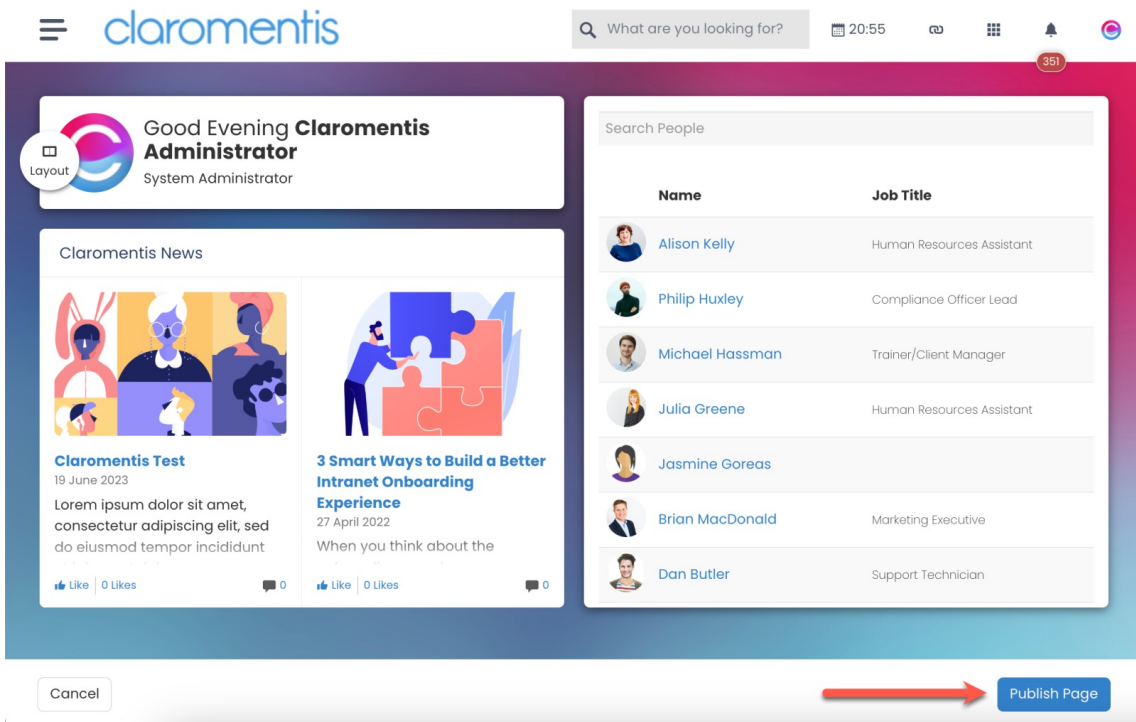 claromentis
What are you looking for?
20:55
351
Good Evening Claromentis
Administrator
System Administrator
Layout
Claromentis News
Claromentis Test
19 June 2023
Lorem ipsum dolor sit amet,
consectetur adipiscing elit, sed
do eiusmod tempor incididunt
Like 0 Likes 0
3 Smart Ways to Build a Better
Intranet Onboarding
Experience
27 April 2022
When you think about the
Like 0 Likes 0
Search People
Name Job Title
Alison Kelly Human Resources Assistant
Philip Huxley Compliance Officer Lead
Michael Hassman Trainer/Client Manager
Julia Greene Human Resources Assistant
Jasmine Goreas
Brian MacDonald Marketing Executive
Dan Butler Support Technician
Cancel
Publish Page